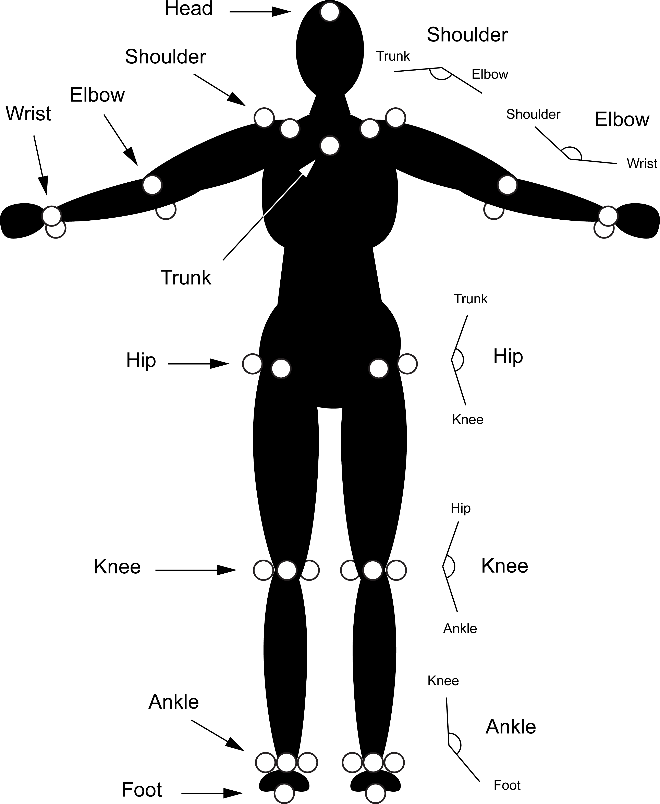 Head
Shoulder
Trunk
Elbow
Shoulder
Elbow
Wrist
Shoulder
Elbow
Wrist
Trunk
Trunk
Hip
Hip
Knee
Hip
Knee
Knee
Ankle
Knee
Ankle
Ankle
Foot
Foot